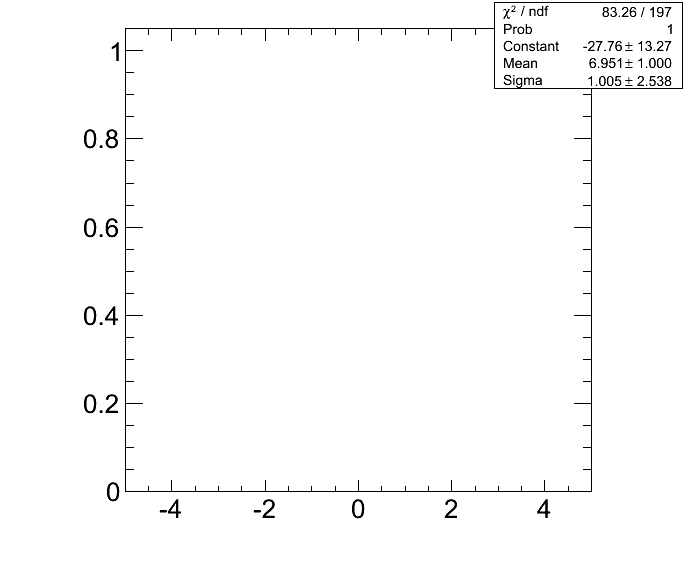 χ² / ndf 83.26 / 197
Prob 1
Constant -27.76 ± 13.27
Mean 6.951 ± 1.000
Sigma 1.005 ± 2.538
1
0.8
0.6
0.4
0.2
0
-4 -2 0 2 4